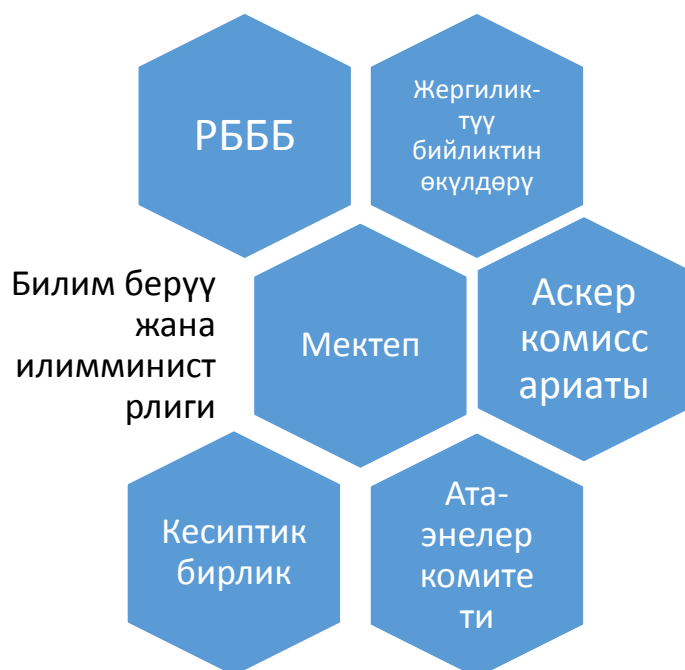 РБББ
Жергилик-
түү
бийликтин
өкүлдөрү
Билим берүү
жана
илимминист
рлиги
Мектеп
Аскер
комисс
ариаты
Кесиптик
бирлик
Ата-
энелер
комите
ти